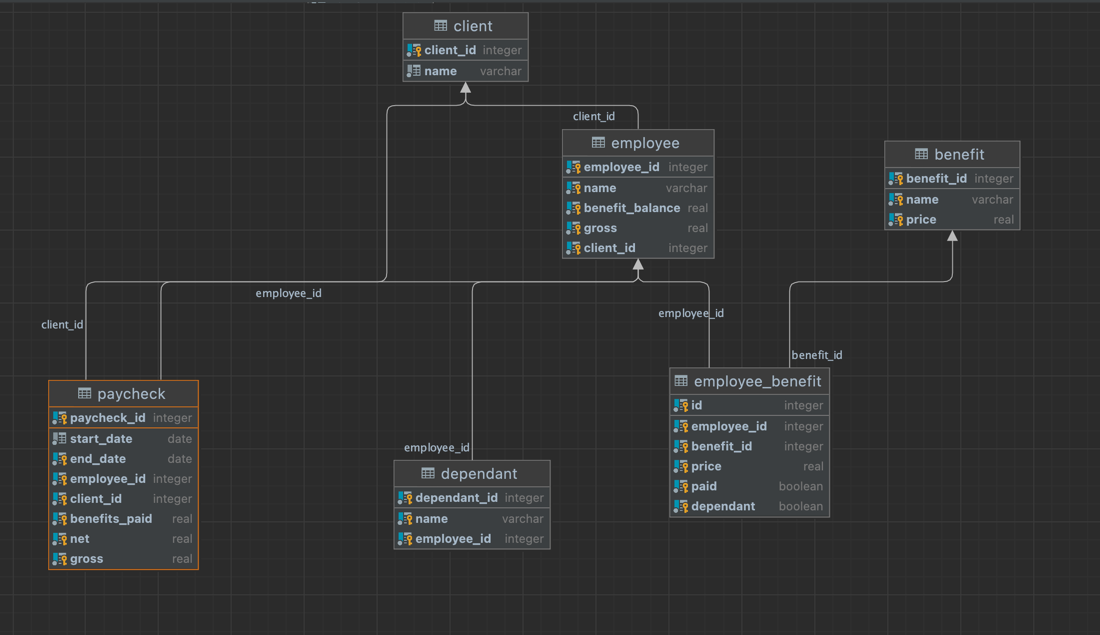 client
client_id integer
name varchar
client_id
employee
employee_id integer
name varchar
benefit_balance real
gross real
client_id integer
benefit
benefit_id integer
name varchar
price real
employee_id
client_id
employee_id
benefit_id
paycheck
paycheck_id integer
start_date date
end_date date
employee_id integer
client_id integer
benefits_paid real
net real
gross real
employee_id
dependant
dependant_id integer
name varchar
employee_id integer
employee_benefit
id integer
employee_id integer
benefit_id integer
price real
paid boolean
dependant boolean